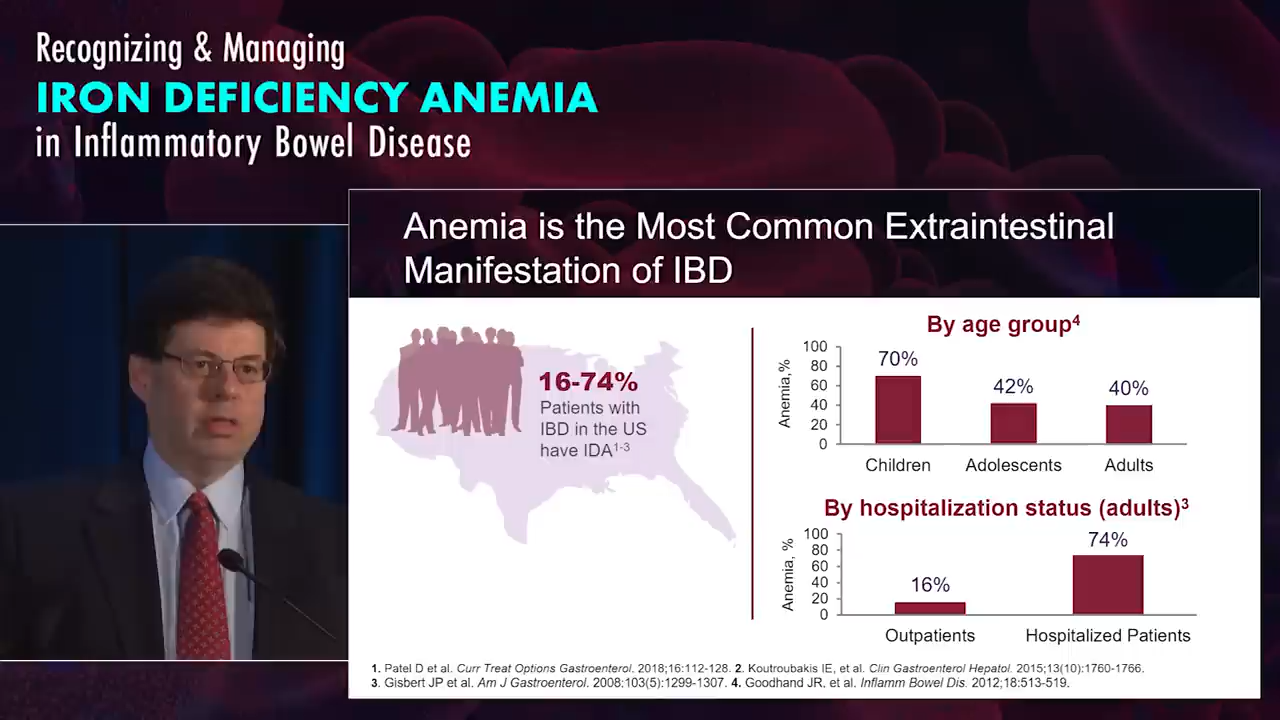 Recognizing & Managing
IRON DEFICIENCY ANEMIA
in Inflammatory Bowel Disease
Anemia is the Most Common Extraintestinal
Manifestation of IBD
16-74%
Patients with
IBD in the US
have IDA1-3
By age group4
Anemia,%
100
80
60
40
20
0
70%
42%
40%
Children
Adolescents
Adults
By hospitalization status (adults)3
Anemia, %
100
80
60
40
20
0
16%
74%
Outpatients
Hospitalized Patients
1. Patel D et al. Curr Treat Options Gastroenterol. 2018;16:112-128. 2. Koutroubakis IE, et al. Clin Gastroenterol Hepatol. 2015;13(10):1760-1766.
3. Gisbert JP et al. Am J Gastroenterol. 2008;103(5):1299-1307. 4. Goodhand JR, et al. Inflamm Bowel Dis. 2012;18:513-519.